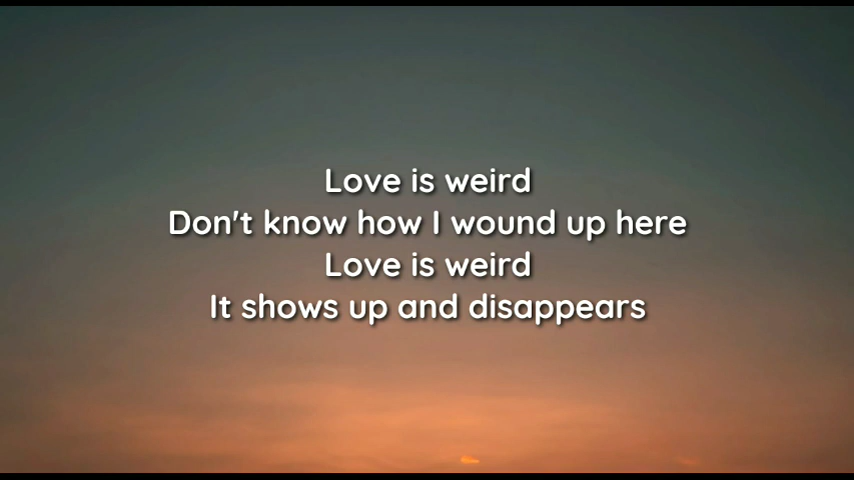 Love is weird
Don't know how I wound up here
Love is weird
It shows up and disappears